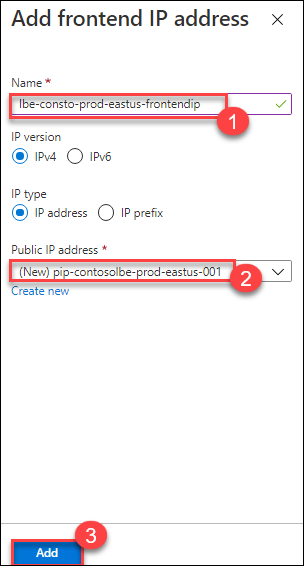 Add frontend IP address
Name *
lbe-consto-prod-eastus-frontendip
1
IP version
IPv4 IPv6
IP type
IP address IP prefix
Public IP address *
(New) pip-contosolbe-prod-eastus-001
2
Create new
3
Add